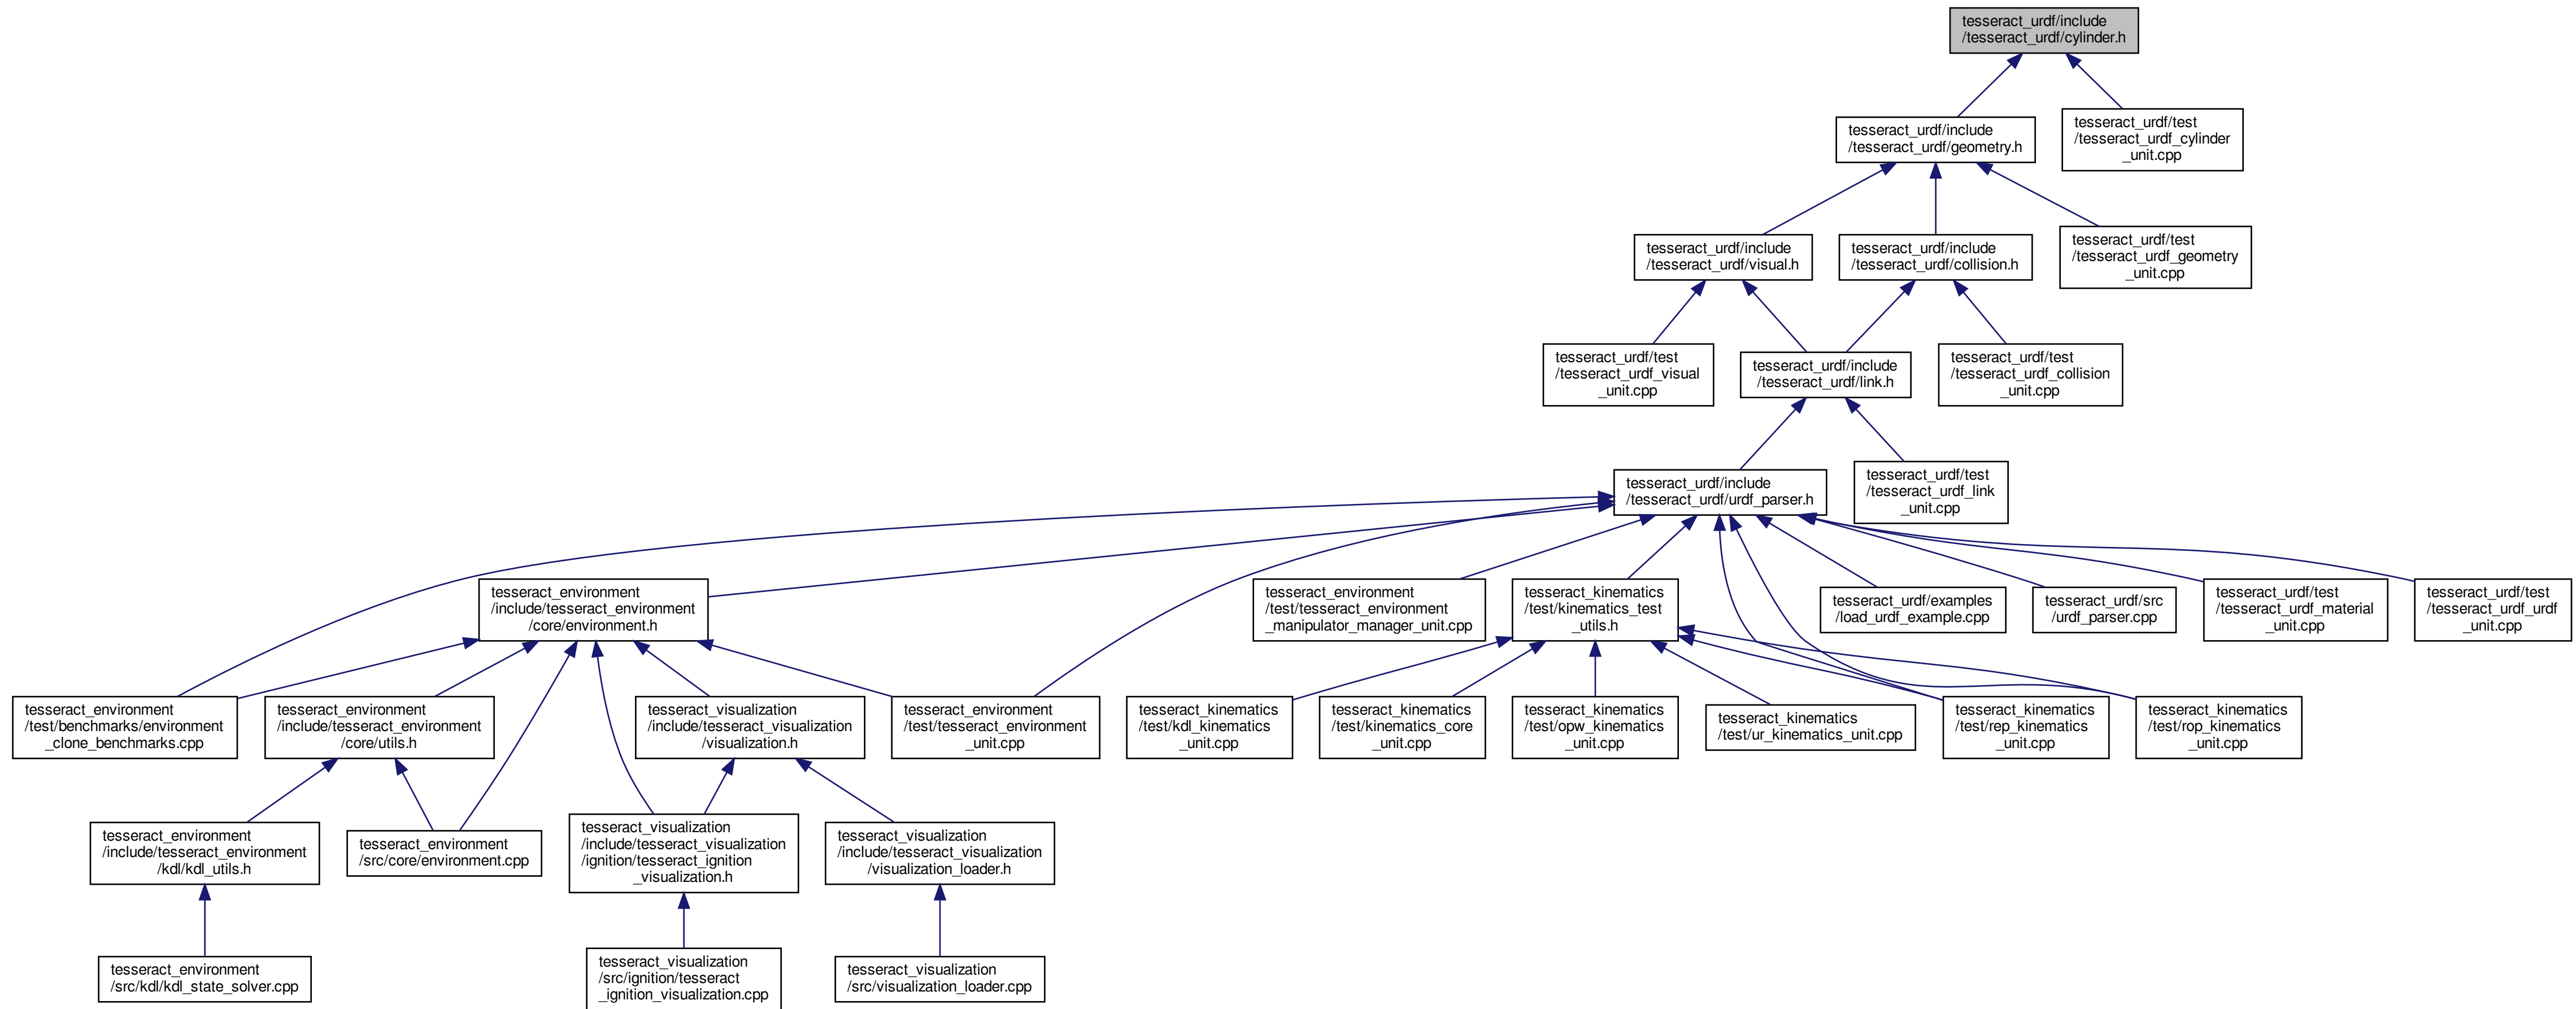 tesseract_urdf/include
/tesseract_urdf/cylinder.h
tesseract_urdf/include
/tesseract_urdf/geometry.h
tesseract_urdf/test
/tesseract_urdf_cylinder
_unit.cpp
tesseract_urdf/include
/tesseract_urdf/visual.h
tesseract_urdf/include
/tesseract_urdf/collision.h
tesseract_urdf/test
/tesseract_urdf_geometry
_unit.cpp
tesseract_urdf/test
/tesseract_urdf_visual
_unit.cpp
tesseract_urdf/include
/tesseract_urdf/link.h
tesseract_urdf/test
/tesseract_urdf_collision
_unit.cpp
tesseract_urdf/include
/tesseract_urdf/urdf_parser.h
tesseract_urdf/test
/tesseract_urdf_link
_unit.cpp
tesseract_environment
/include/tesseract_environment
/core/environment.h
tesseract_environment
/test/tesseract_environment
_manipulator_manager_unit.cpp
tesseract_kinematics
/test/kinematics_test
_utils.h
tesseract_urdf/examples
/load_urdf_example.cpp
tesseract_urdf/src
/urdf_parser.cpp
tesseract_urdf/test
/tesseract_urdf_material
_unit.cpp
tesseract_urdf/test
/tesseract_urdf_urdf
_unit.cpp
tesseract_environment
/test/benchmarks/environment
_clone_benchmarks.cpp
tesseract_environment
/include/tesseract_environment
/core/utils.h
tesseract_visualization
/include/tesseract_visualization
/visualization.h
tesseract_environment
/test/tesseract_environment
_unit.cpp
tesseract_kinematics
/test/kdl_kinematics
_unit.cpp
tesseract_kinematics
/test/kinematics_core
_unit.cpp
tesseract_kinematics
/test/opw_kinematics
_unit.cpp
tesseract_kinematics
/test/ur_kinematics_unit.cpp
tesseract_kinematics
/test/rep_kinematics
_unit.cpp
tesseract_kinematics
/test/rop_kinematics
_unit.cpp
tesseract_environment
/include/tesseract_environment
/kdl/kdl_utils.h
tesseract_environment
/src/core/environment.cpp
tesseract_visualization
/include/tesseract_visualization
/ignition/tesseract_ignition
_visualization.h
tesseract_visualization
/include/tesseract_visualization
/visualization_loader.h
tesseract_environment
/src/kdl/kdl_state_solver.cpp
tesseract_visualization
/src/ignition/tesseract
_ignition_visualization.cpp
tesseract_visualization
/src/visualization_loader.cpp